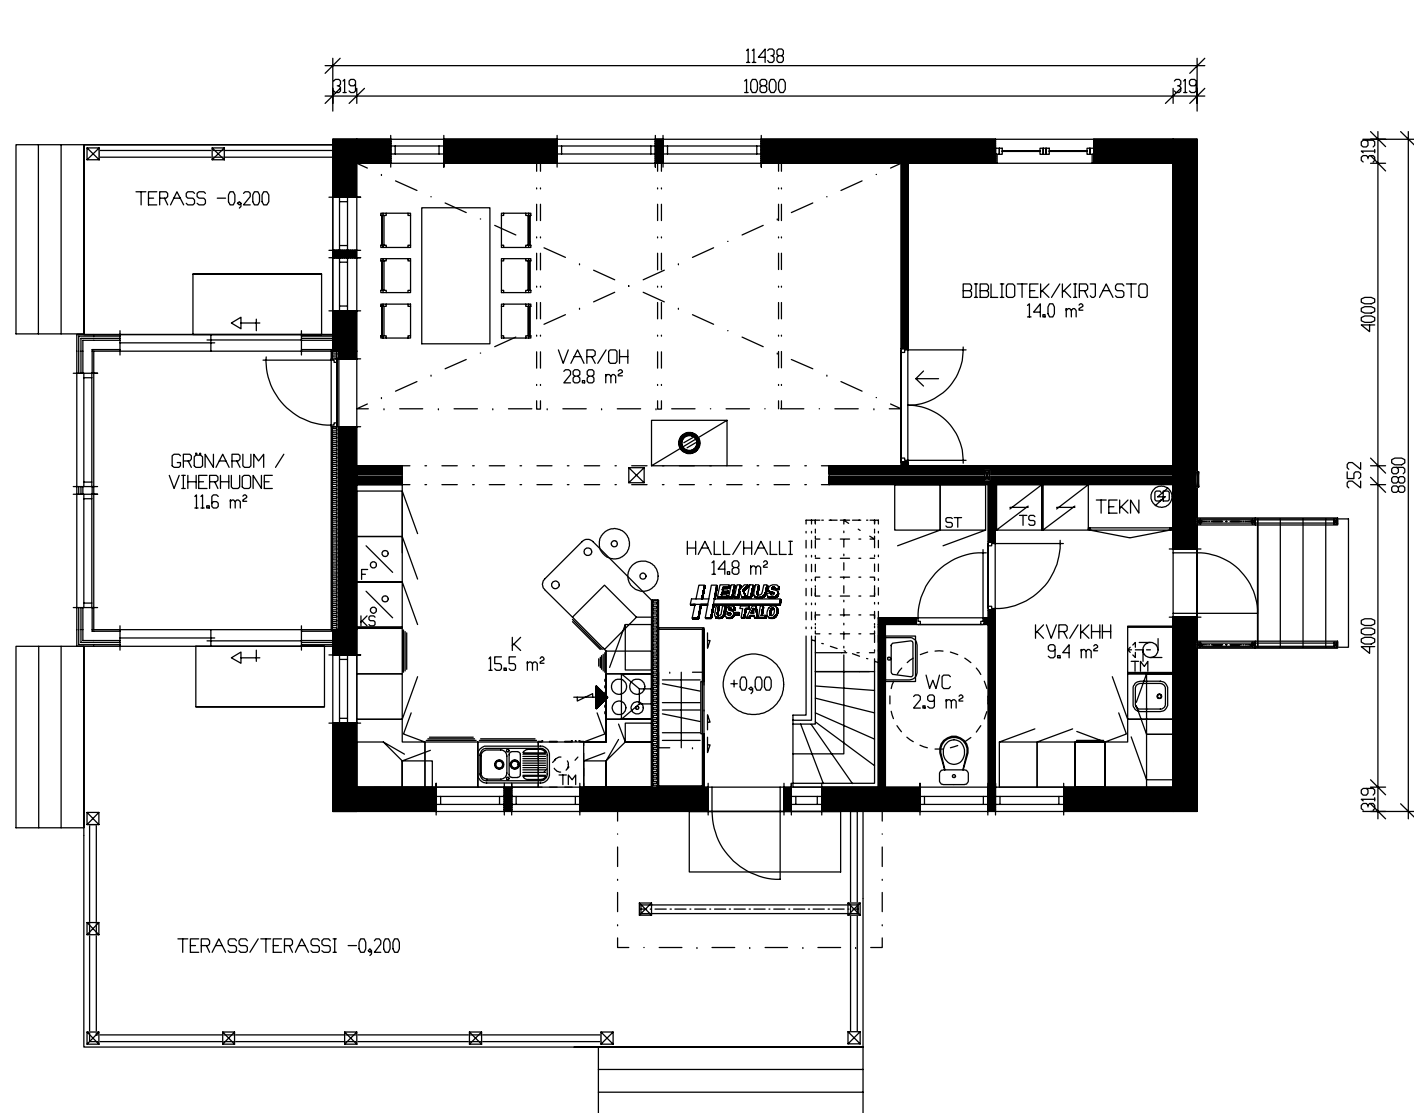 11438
319
10800
319
TERASS -0,200
319
BIBLIOTEK/KIRJASTO
14.0 m²
4000
VAR/OH
28.8 m²
GRÖNARUM /
VIHERHUONE
11.6 m²
252
8890
TS
TEKN
ST
HALL/HALLI
14.8 m²
F
HEIKIUS
HUS-TALO
KS
K
15.5 m²
KVR/KHH
9.4 m²
4000
TM
+0,00
WC
2.9 m²
TM
319
TERASS/TERASSI -0,200